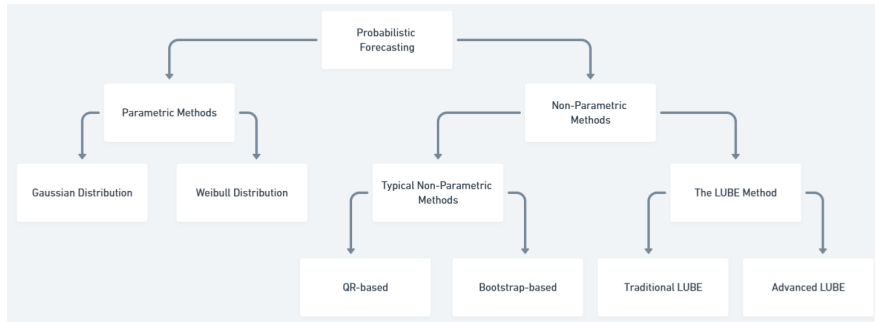 Probabilistic
Forecasting
Parametric Methods
Non-Parametric
Methods
Gaussian Distribution
Weibull Distribution
Typical Non-Parametric
Methods
The LUBE Method
QR-based
Bootstrap-based
Traditional LUBE
Advanced LUBE